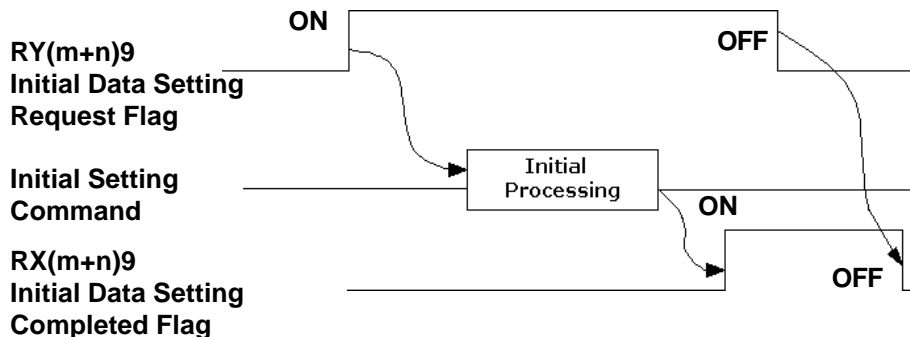 ON
RY(m+n)9
Initial Data Setting
Request Flag
OFF
Initial Setting
Command
Initial
Processing
ON
RX(m+n)9
Initial Data Setting
Completed Flag
OFF